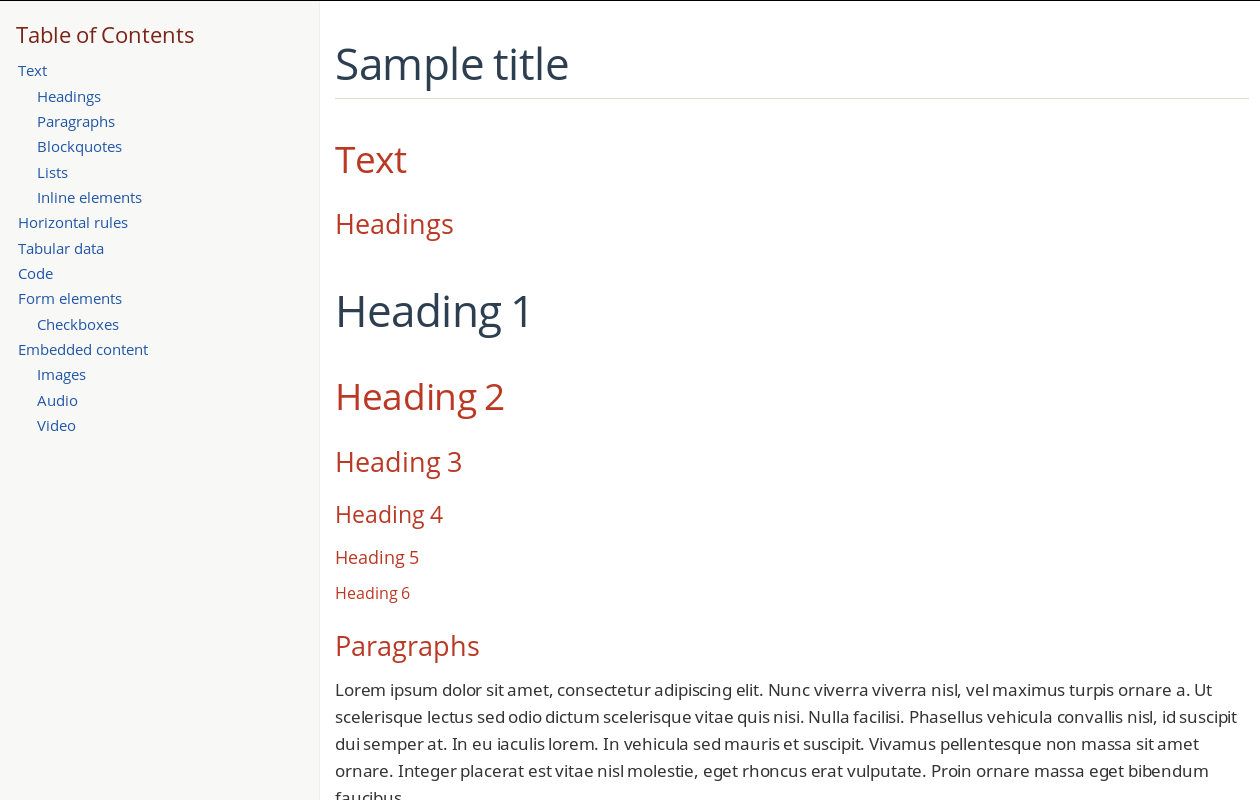 Table of Contents
Text
Headings
Paragraphs
Blockquotes
Lists
Inline elements
Horizontal rules
Tabular data
Code
Form elements
Checkboxes
Embedded content
Images
Audio
Video
Sample title
Text
Headings
Heading 1
Heading 2
Heading 3
Heading 4
Heading 5
Heading 6
Paragraphs
Lorem ipsum dolor sit amet, consectetur adipiscing elit. Nunc viverra viverra nisl, vel maximus turpis ornare a. Ut
scelerisque lectus sed odio dictum scelerisque vitae quis nisi. Nulla facilisi. Phasellus vehicula convallis nisl, id suscipit
dui semper at. In eu iaculis lorem. In vehicula sed mauris et suscipit. Vivamus pellentesque non massa sit amet
ornare. Integer placerat est vitae nisl molestie, eget rhoncus erat vulputate. Proin ornare massa eget bibendum
faucibus.